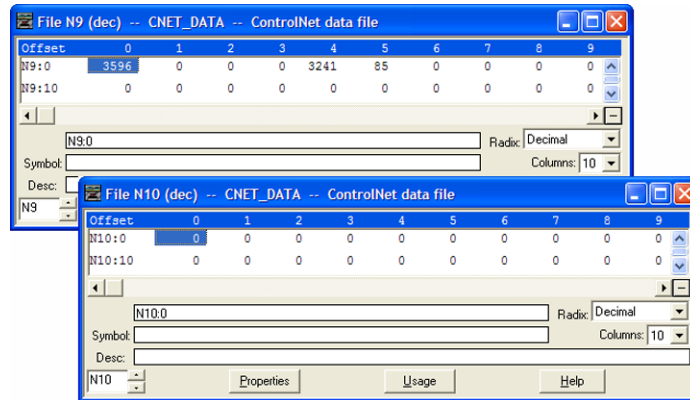 File N9 (dec) -- CNET_DATA -- ControlNet data file
Offset 0 1 2 3 4 5 6 7 8 9
N9:0 3596 0 0 0 3241 85 0 0 0 0
N9:10 0 0 0 0 0 0 0 0 0 0
N9:0 Radix: Decimal
Symbol: Columns: 10
Desc:
N9
File N10 (dec) -- CNET_DATA -- ControlNet data file
Offset 0 1 2 3 4 5 6 7 8 9
N10:0 0 0 0 0 0 0 0 0 0 0
N10:10 0 0 0 0 0 0 0 0 0 0
N10:0 Radix: Decimal
Symbol: Columns: 10
Desc:
N10 Properties Usage Help